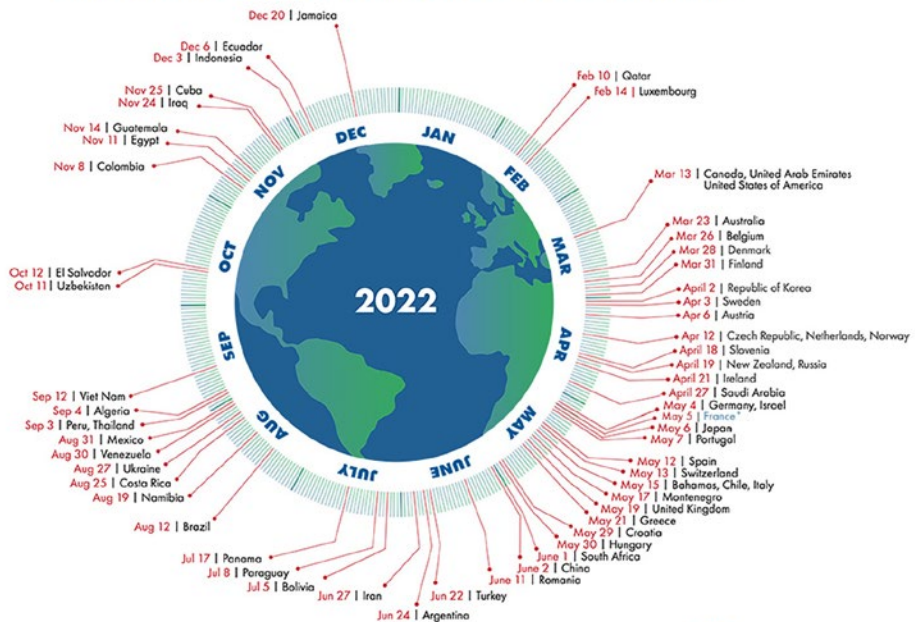 Dec 20 | Jamaica
Dec 6 | Ecuador
Dec 3 | Indonesia
Nov 25 | Cuba
Nov 24 | Iraq
Nov 14 | Guatemala
Nov 11 | Egypt
Nov 8 | Colombia
Oct 12 | El Salvador
Oct 11 | Uzbekistan
Sep 12 | Viet Nam
Sep 4 | Algeria
Sep 3 | Peru, Thailand
Aug 31 | Mexico
Aug 30 | Venezuela
Aug 27 | Ukraine
Aug 25 | Costa Rica
Aug 19 | Namibia
Aug 12 | Brazil
Jul 17 | Panama
Jul 8 | Paraguay
Jul 5 | Bolivia
Jun 27 | Iran
Jun 24 | Argentina
Jun 22 | Turkey
JAN
FEB
MAR
APR
MAY
JUNE
JULY
AUG
SEP
OCT
NOV
DEC
2022
Feb 10 | Qatar
Feb 14 | Luxembourg
Mar 13 | Canada, United Arab Emirates
United States of America
Mar 23 | Australia
Mar 26 | Belgium
Mar 28 | Denmark
Mar 31 | Finland
April 2 | Republic of Korea
Apr 3 | Sweden
Apr 6 | Austria
Apr 12 | Czech Republic, Netherlands, Norway
April 18 | Slovenia
April 19 | New Zealand, Russia
April 21 | Ireland
April 27 | Saudi Arabia
May 4 | Germany, Israel
May 5 | France*
May 6 | Japan
May 7 | Portugal
May 12 | Spain
May 13 | Switzerland
May 15 | Bahamas, Chile, Italy
May 17 | Montenegro
May 19 | United Kingdom
May 21 | Greece
May 29 | Croatia
May 30 | Hungary
June 1 | South Africa
June 2 | China
June 11 | Romania